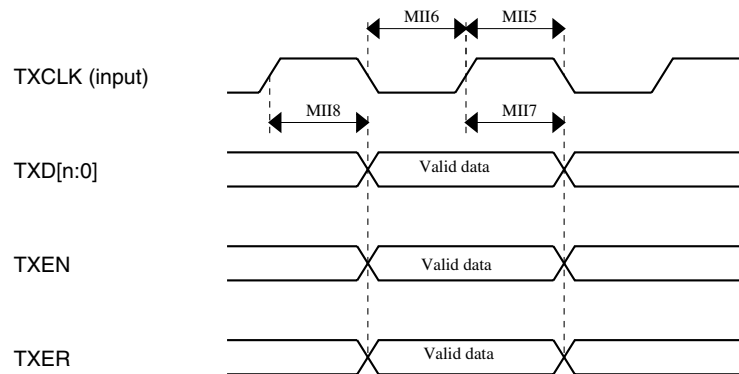 MII6 MII5
TXCLK (input)
MII8 MII7
TXD[n:0] Valid data
TXEN Valid data
TXER Valid data